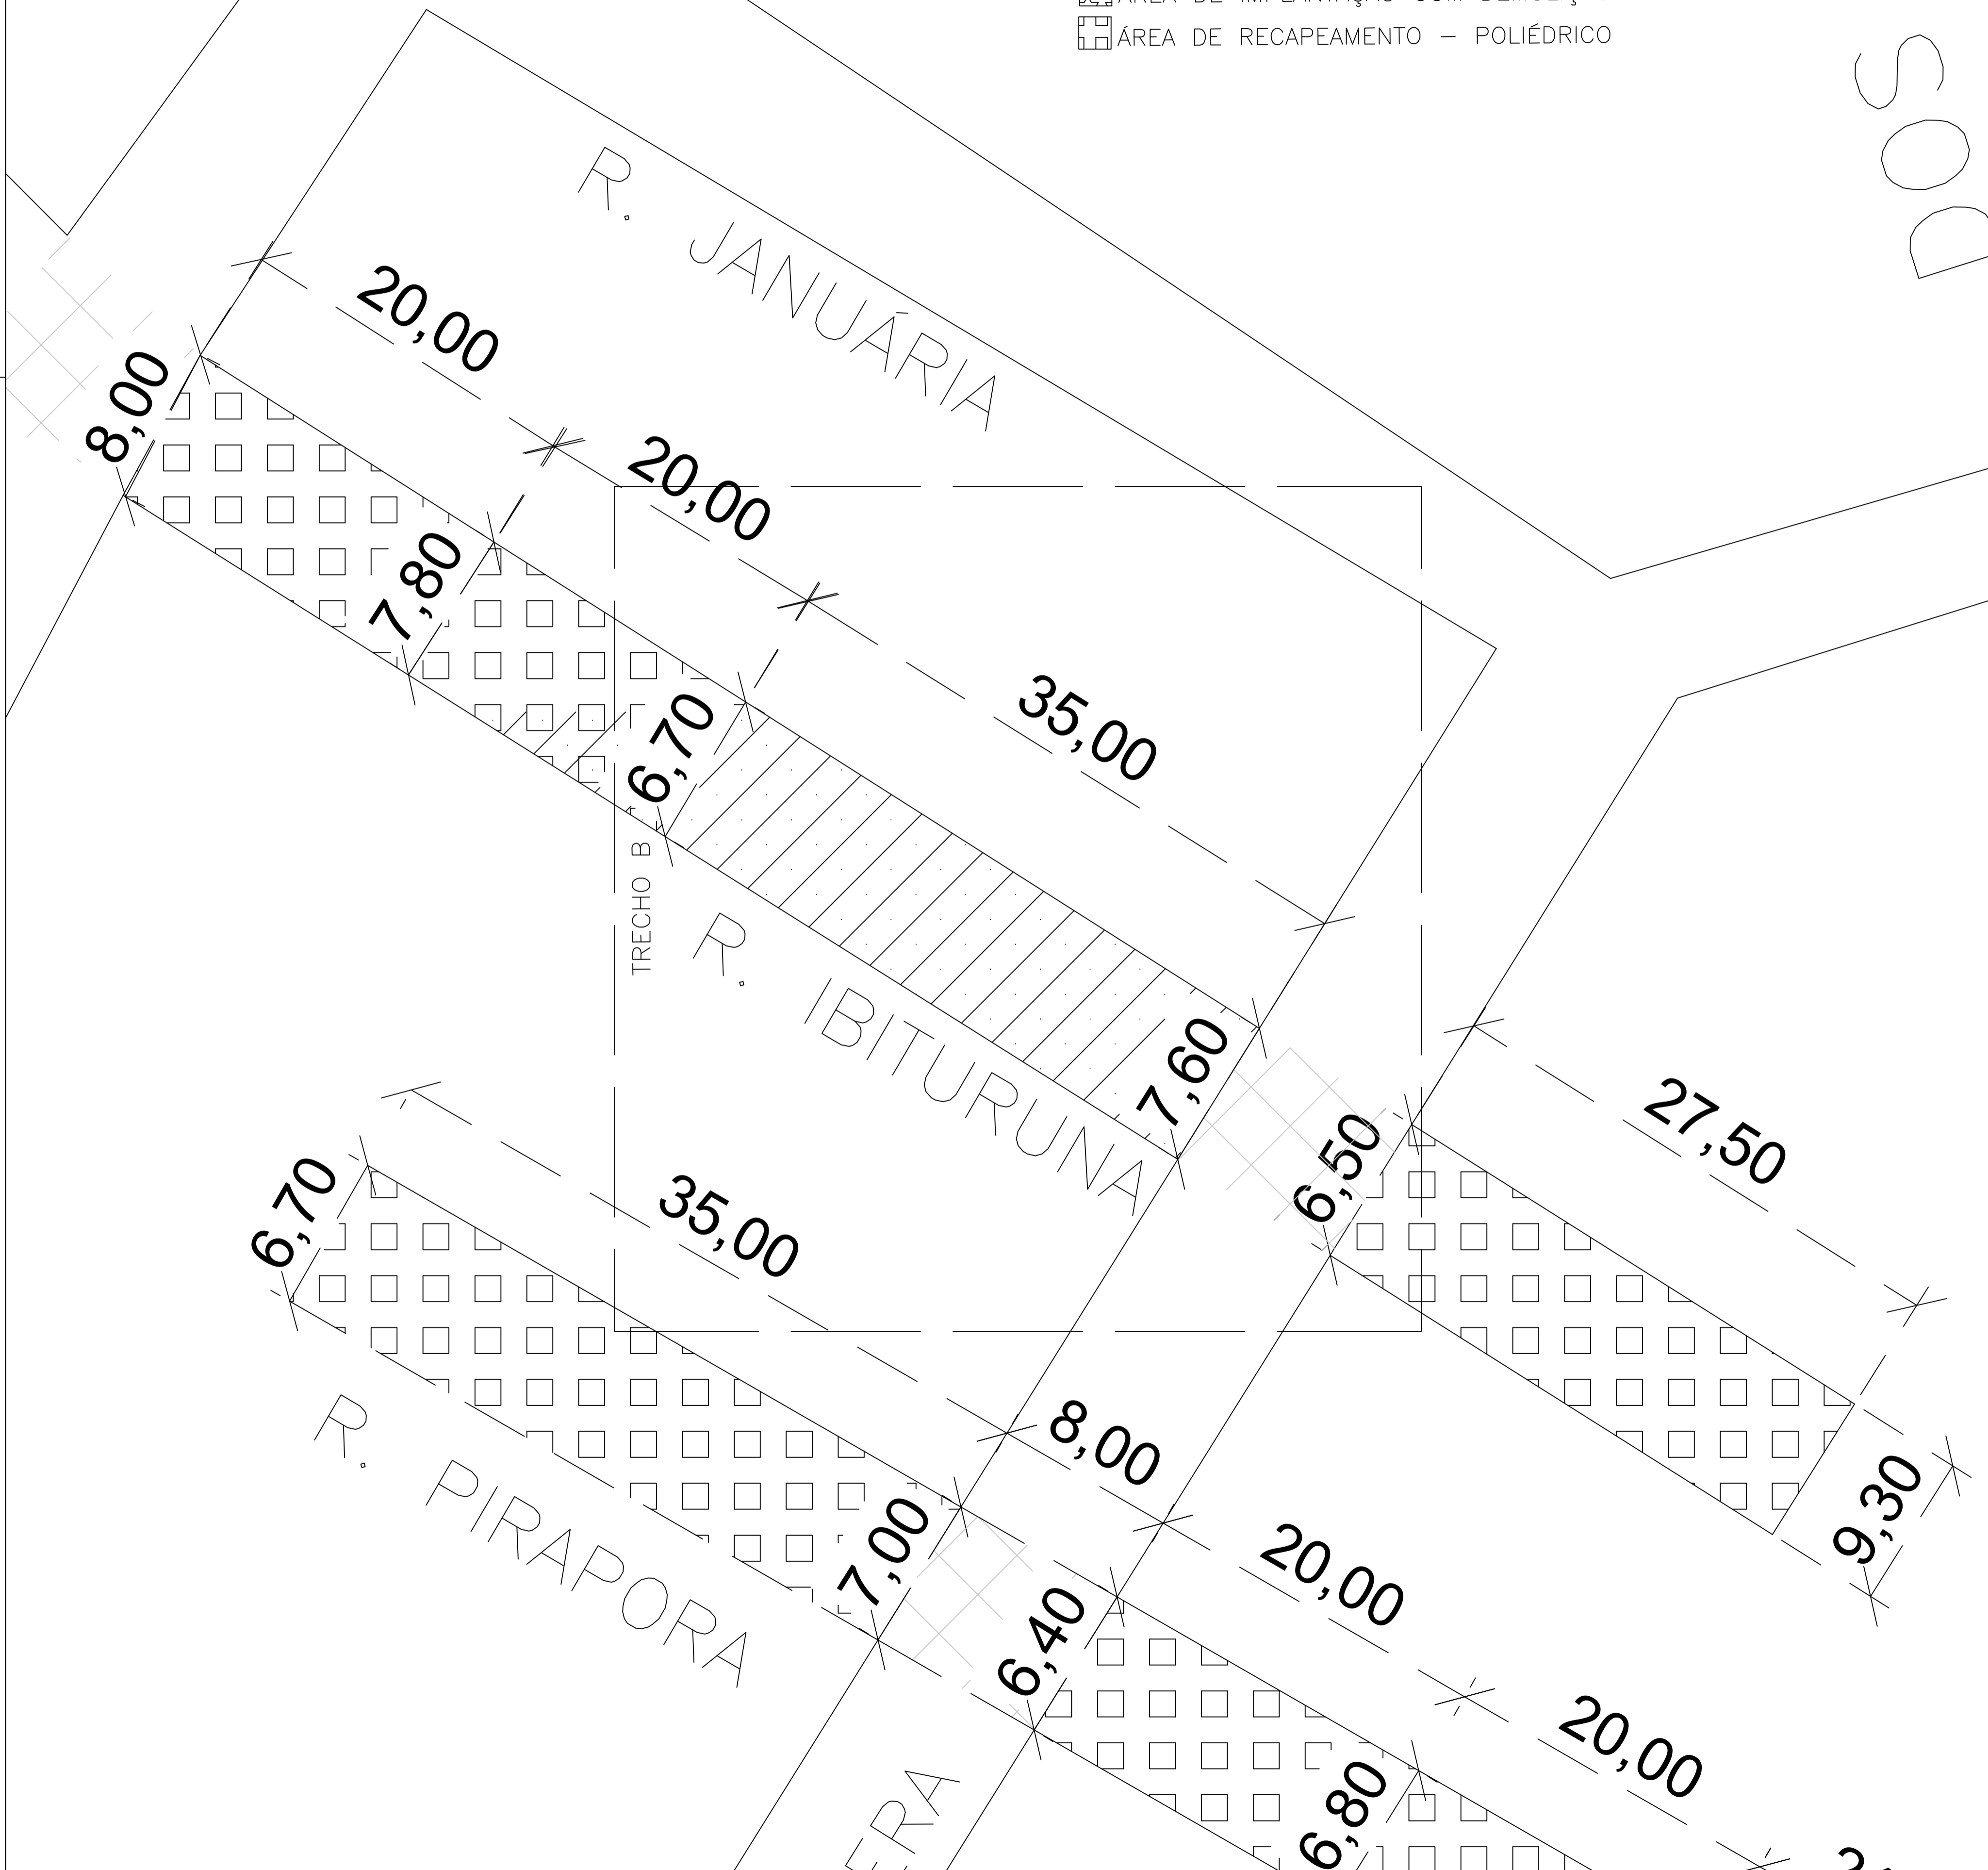 ÁREA DE RECAPEAMENTO – POLIÉDRICO
SOD
R. JANUÁRIA
20,00
8,00
20,00
7,80
35,00
6,70
TRECHO B
R. IBITURUNA
7,60
6,50
27,50
6,70
35,00
8,00
R. PIRAPORA
7,00
9,30
20,00
6,40
20,00
6,80
ERA